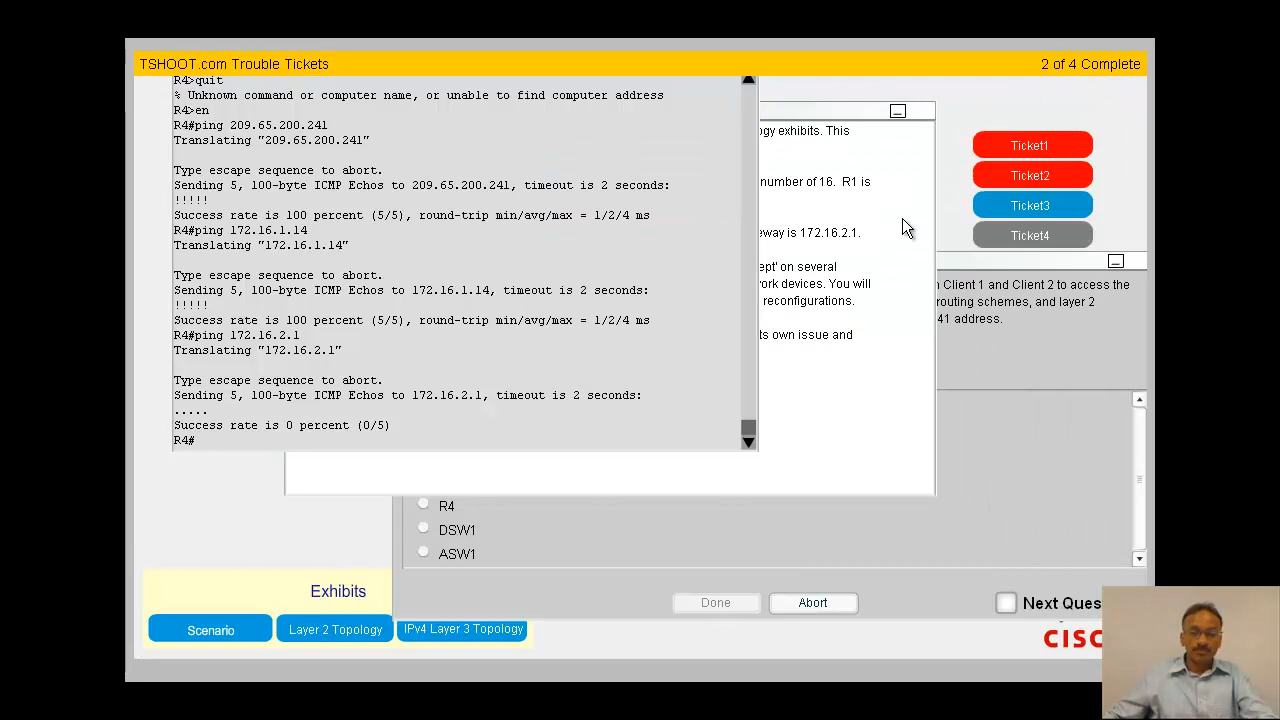 TSHOOT.com Trouble Tickets
2 of 4 Complete
R4>quit
% Unknown command or computer name, or unable to find computer address
R4>en
R4#ping 209.65.200.241
Translating "209.65.200.241"
Type escape sequence to abort.
Sending 5, 100-byte ICMP Echos to 209.65.200.241, timeout is 2 seconds:
!!!!!
Success rate is 100 percent (5/5), round-trip min/avg/max = 1/2/4 ms
R4#ping 172.16.1.14
Translating "172.16.1.14"
Type escape sequence to abort.
Sending 5, 100-byte ICMP Echos to 172.16.1.14, timeout is 2 seconds:
!!!!!
Success rate is 100 percent (5/5), round-trip min/avg/max = 1/2/4 ms
R4#ping 172.16.2.1
Translating "172.16.2.1"
Type escape sequence to abort.
Sending 5, 100-byte ICMP Echos to 172.16.2.1, timeout is 2 seconds:
.....
Success rate is 0 percent (0/5)
R4#
ogy exhibits. This
number of 16. R1 is
eway is 172.16.2.1.
ept' on several
ork devices. You will
reconfigurations.
ts own issue and
Ticket1
Ticket2
Ticket3
Ticket4
n Client 1 and Client 2 to access the
routing schemes, and layer 2
41 address.
R4
DSW1
ASW1
Exhibits
Done
Abort
Next Ques
Scenario
Layer 2 Topology
IPv4 Layer 3 Topology
CISC